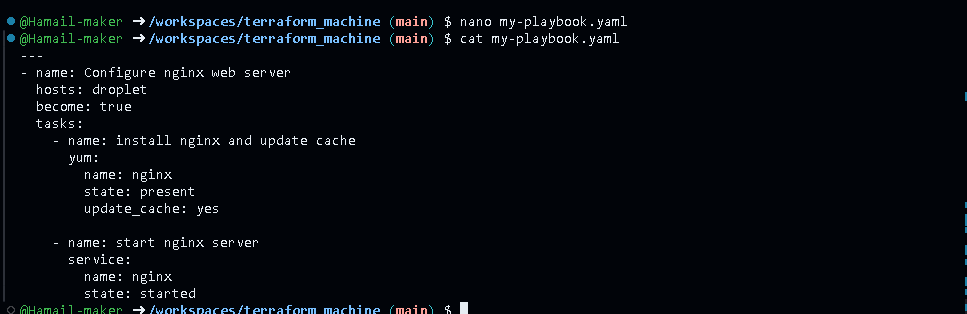 @Hamail-maker ➜/workspaces/terraform_machine (main) $ nano my-playbook.yaml
@Hamail-maker ➜/workspaces/terraform_machine (main) $ cat my-playbook.yaml
---
- name: Configure nginx web server
  hosts: droplet
  become: true
  tasks:
    - name: install nginx and update cache
      yum:
        name: nginx
        state: present
        update_cache: yes

    - name: start nginx server
      service:
        name: nginx
        state: started
@Hamail-maker ➜/workspaces/terraform_machine (main) $